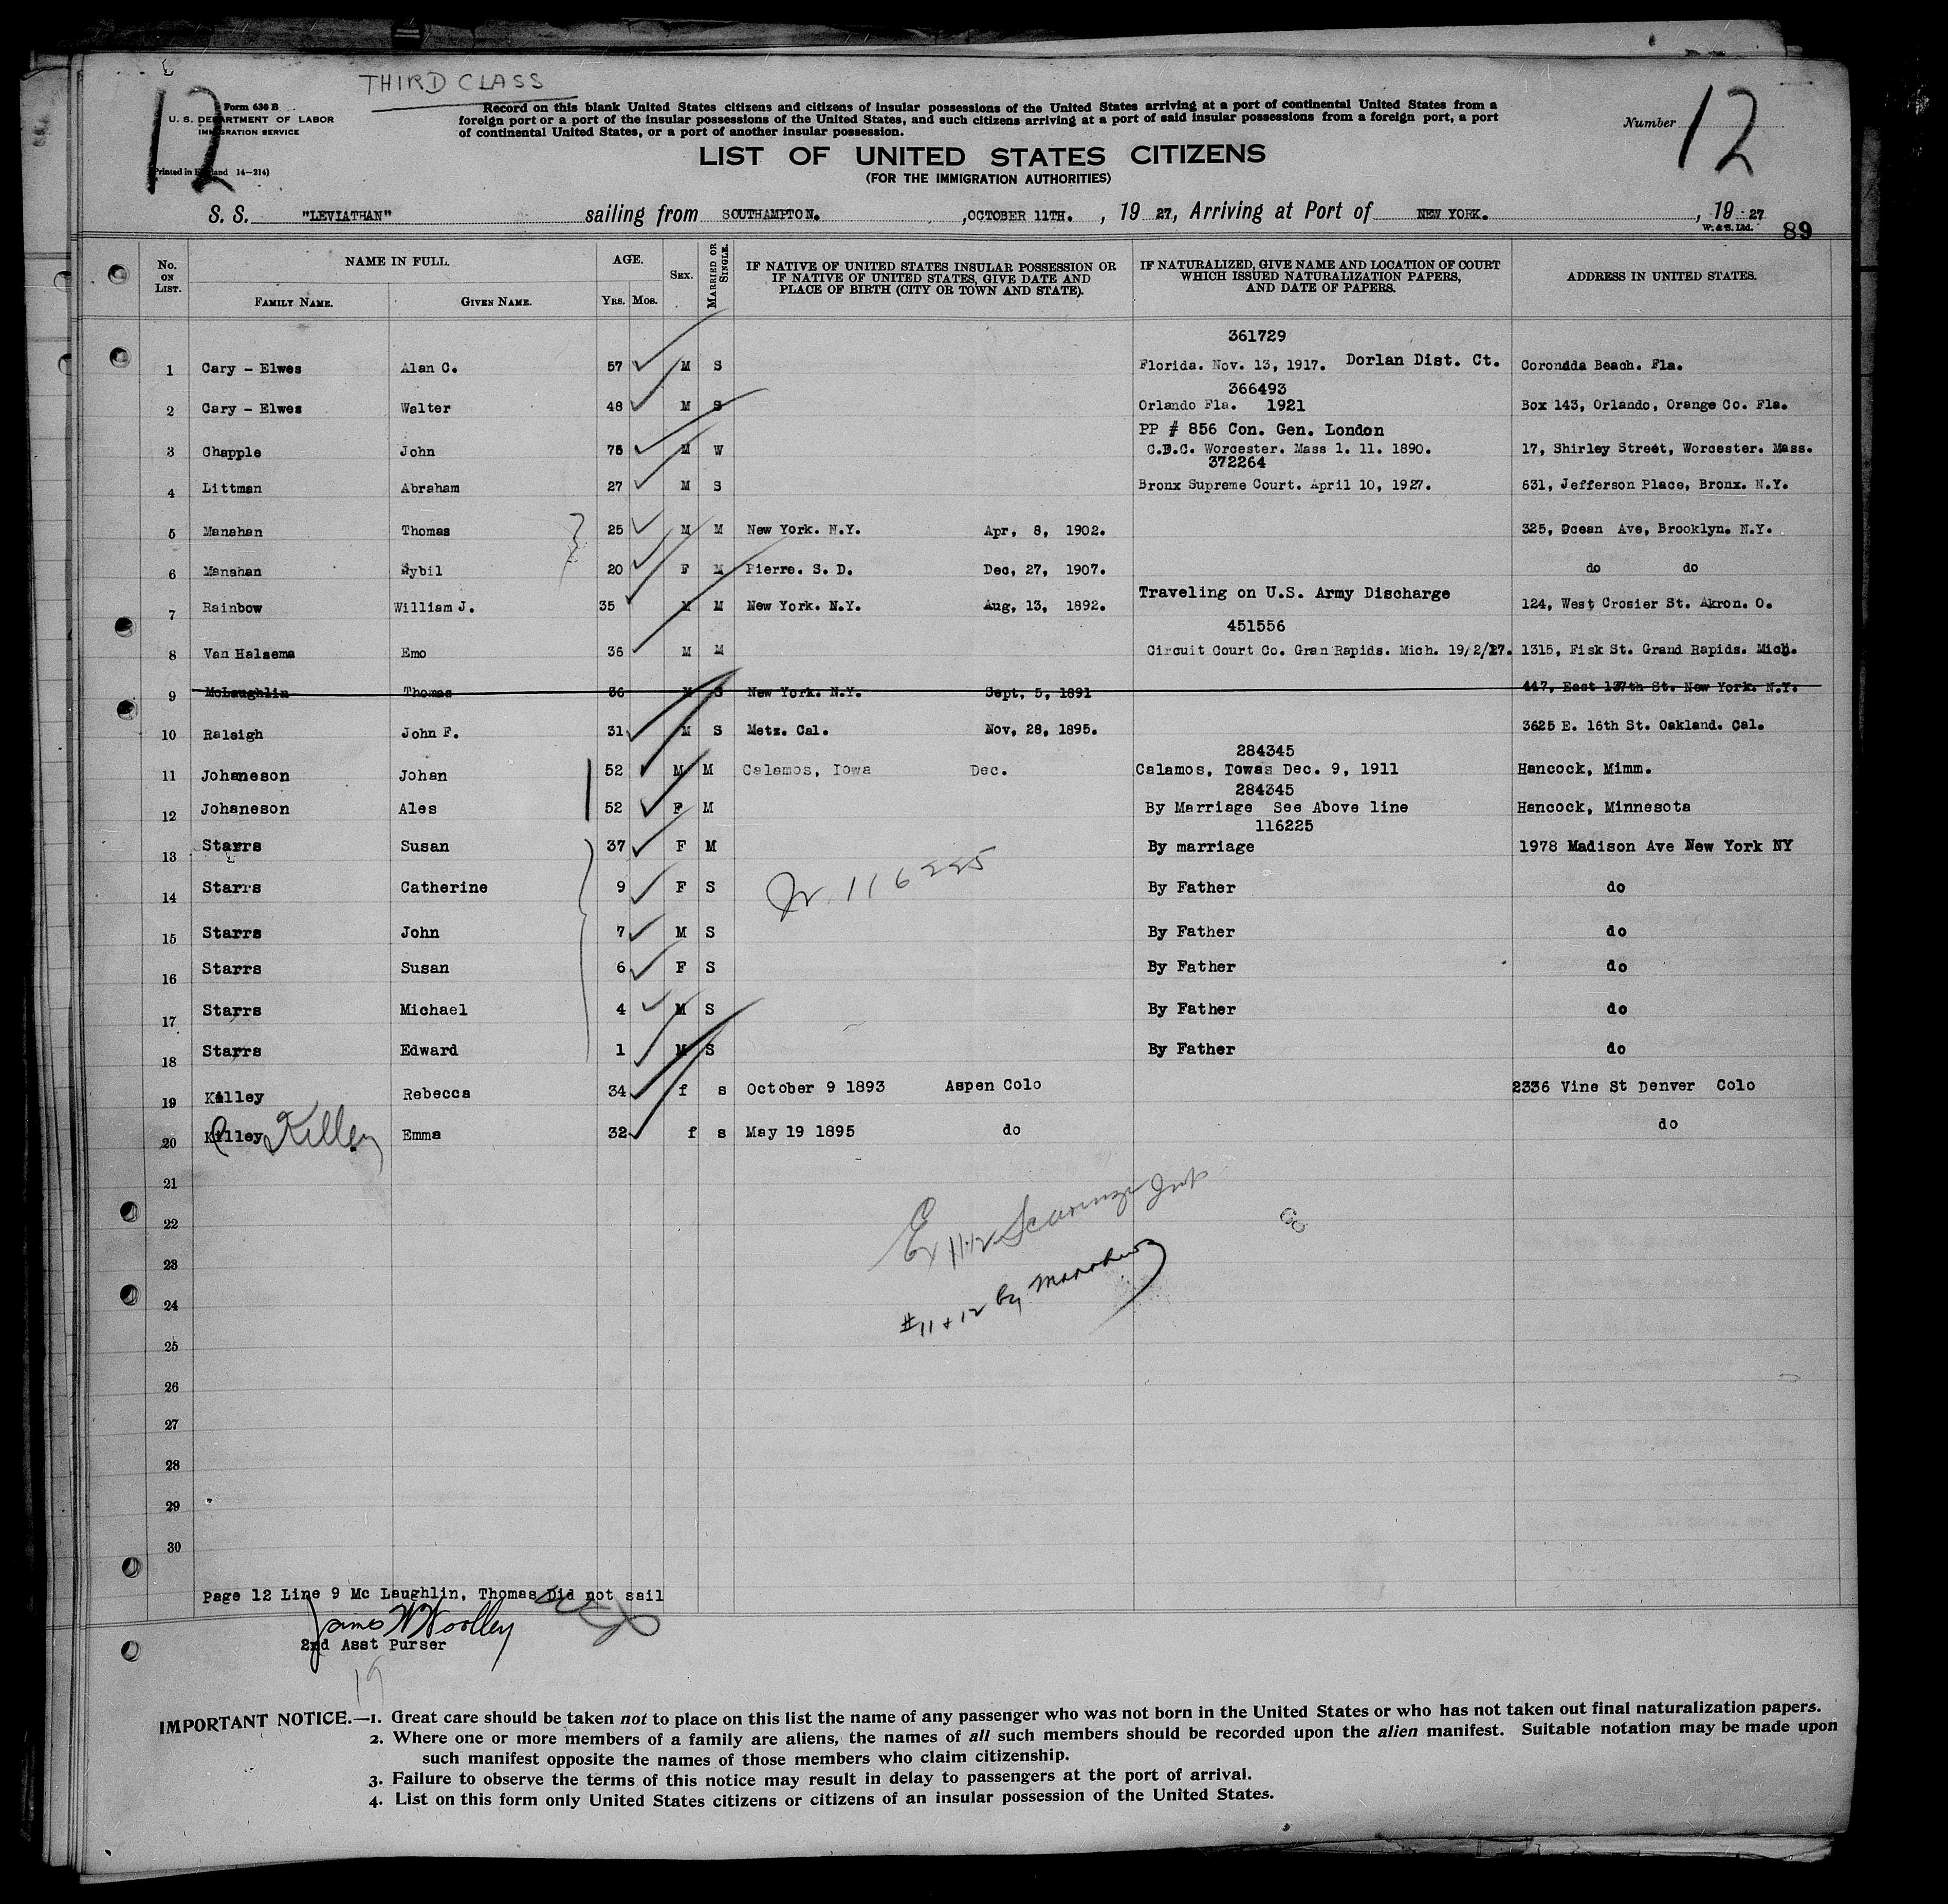 THIRD CLASS
12
Form 630 B
U. S. DEPARTMENT OF LABOR
IMMIGRATION SERVICE
Printed in England 14-214)
Record on this blank United States citizens and citizens of insular possessions of the United States arriving at a port of continental United States from a
foreign port or a port of the insular possessions of the United States, and such citizens arriving at a port of said insular possessions from a foreign port, a port
of continental United States, or a port of another insular possession.
Number 12
LIST OF UNITED STATES CITIZENS
(FOR THE IMMIGRATION AUTHORITIES)
S. S. "LEVIATHAN" sailing from SOUTHAMPTON. ,OCTOBER 11TH. , 19 27, Arriving at Port of NEW YORK. , 19 27
W. & S. Ltd. 89
No. ON LIST. NAME IN FULL. FAMILY NAME. GIVEN NAME. AGE. YRS. MOS. SEX. MARRIED OR SINGLE. IF NATIVE OF UNITED STATES INSULAR POSSESSION OR IF NATIVE OF UNITED STATES, GIVE DATE AND PLACE OF BIRTH (CITY OR TOWN AND STATE). IF NATURALIZED, GIVE NAME AND LOCATION OF COURT WHICH ISSUED NATURALIZATION PAPERS, AND DATE OF PAPERS. ADDRESS IN UNITED STATES.
361729
1 Cary - Elwes Alan C. 57 M S Florida. Nov. 13, 1917. Dorlan Dist. Ct. Corondda Beach. Fla.
366493
2 Cary - Elwes Walter 48 M S Orlando Fla. 1921 Box 143, Orlando, Orange Co. Fla.
PP # 856 Con. Gen. London
3 Chapple John 75 M W C.D.C. Worcester. Mass 1. 11. 1890. 17, Shirley Street, Worcester. Mass.
372264
4 Littman Abraham 27 M S Bronx Supreme Court. April 10, 1927. 631, Jefferson Place, Bronx. N.Y.
5 Manahan Thomas 25 M M New York. N.Y. Apr, 8, 1902. 325, Ocean Ave, Brooklyn. N.Y.
6 Manahan Sybil 20 F M Pierre. S. D. Dec, 27, 1907. do do
Traveling on U.S. Army Discharge
7 Rainbow William J. 35 M M New York. N.Y. Aug, 13, 1892. 124, West Crosier St. Akron. O.
451556
8 Van Halsema Emo 36 M M Circuit Court Co. Gran Rapids. Mich. 19/2/17. 1315, Fisk St. Grand Rapids. Mich.
9 McLaughlin Thomas 36 M S New York. N.Y. Sept, 5, 1891 447, East 137th St. New York. N.Y.
10 Raleigh John F. 31 M S Metz. Cal. Nov, 28, 1895. 3625 E. 16th St. Oakland. Cal.
284345
11 Johaneson Johan 52 M M Calamos, Iowa Dec. Calamos, Towas Dec. 9, 1911 Hancock, Mimm.
284345
12 Johaneson Ales 52 F M By Marriage See Above line Hancock, Minnesota
116225
13 Starrs Susan 37 F M By marriage 1978 Madison Ave New York NY
14 Starrs Catherine 9 F S 116225 By Father do
15 Starrs John 7 M S By Father do
16 Starrs Susan 6 F S By Father do
17 Starrs Michael 4 M S By Father do
18 Starrs Edward 1 M S By Father do
19 Killey Rebecca 34 f s October 9 1893 Aspen Colo 2336 Vine St Denver Colo
20 Killey Killey Emma 32 f s May 19 1895 do do
21
22
23
#11 + 12 by
24
25
26
27
28
29
30
Page 12 Line 9 Mc Laughlin, Thomas Did not sail
James W Woolley
2nd Asst Purser
19
IMPORTANT NOTICE.—1. Great care should be taken not to place on this list the name of any passenger who was not born in the United States or who has not taken out final naturalization papers.
2. Where one or more members of a family are aliens, the names of all such members should be recorded upon the alien manifest. Suitable notation may be made upon
such manifest opposite the names of those members who claim citizenship.
3. Failure to observe the terms of this notice may result in delay to passengers at the port of arrival.
4. List on this form only United States citizens or citizens of an insular possession of the United States.